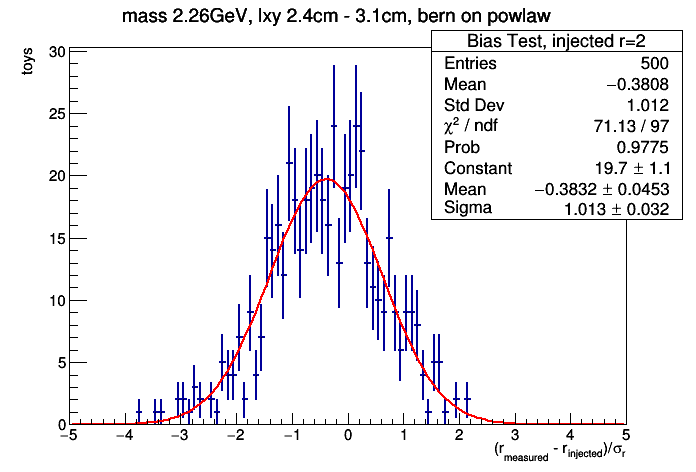 mass 2.26GeV, lxy 2.4cm - 3.1cm, bern on powlaw
Bias Test, injected r=2
Entries 500
Mean −0.3808
Std Dev 1.012
χ² / ndf 71.13 / 97
Prob 0.9775
Constant 19.7 ± 1.1
Mean −0.3832 ± 0.0453
Sigma 1.013 ± 0.032
toys
30
25
20
15
10
5
0
−5 −4 −3 −2 −1 0 1 2 3 4 5
(r_measured - r_injected)/σ_r